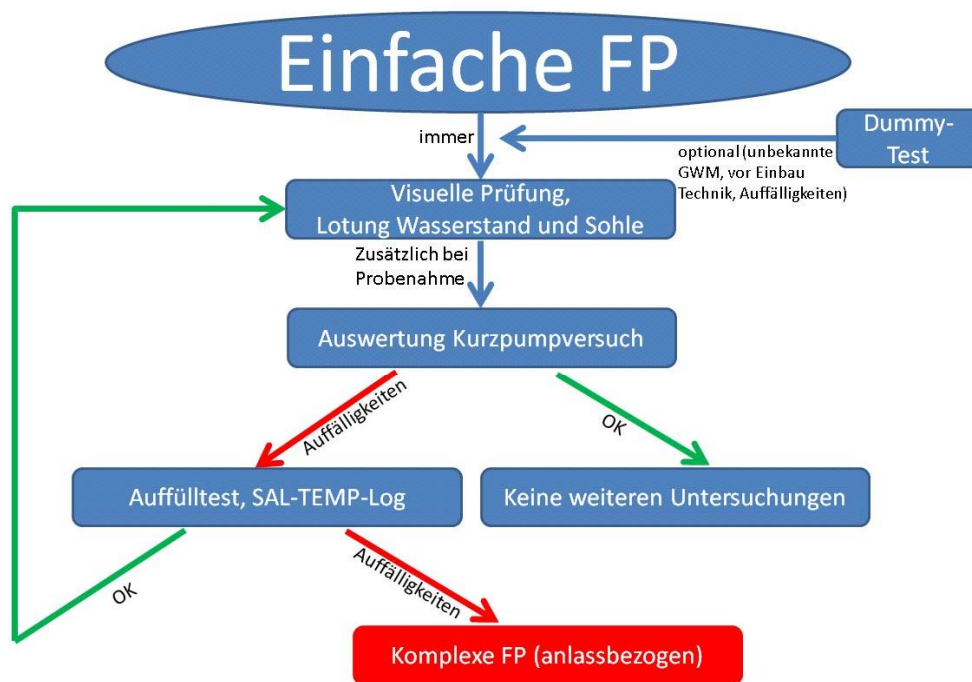 Einfache FP
immer
Dummy-
Test
optional (unbekannte
GWM, vor Einbau
Technik, Auffälligkeiten)
Visuelle Prüfung,
Lotung Wasserstand und Sohle
Zusätzlich bei
Probenahme
Auswertung Kurzpumpversuch
Auffälligkeiten
OK
Auffülltest, SAL-TEMP-Log
Keine weiteren Untersuchungen
OK
Auffälligkeiten
Komplexe FP (anlassbezogen)